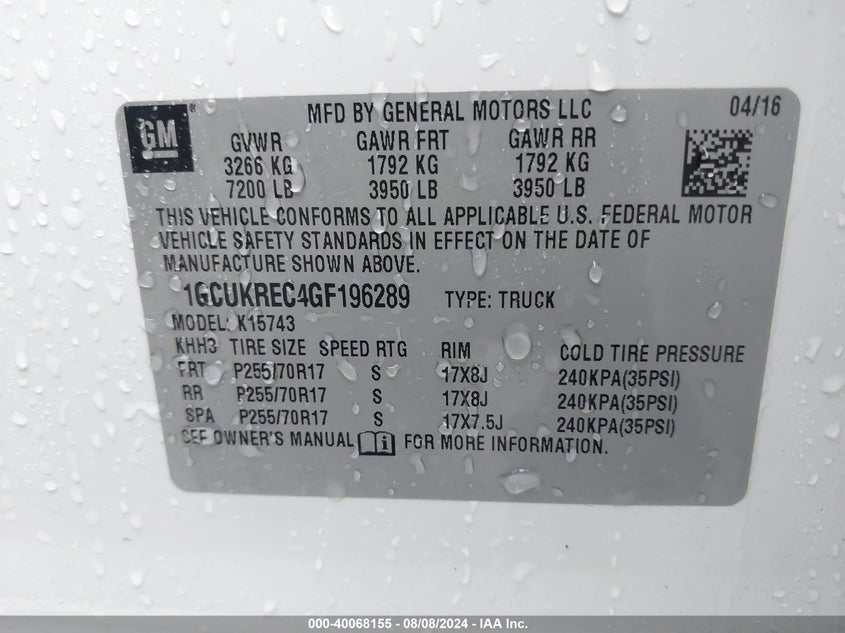 GM
MFD BY GENERAL MOTORS LLC 04/16
GVWR GAWR FRT GAWR RR
3266 KG 1792 KG 1792 KG
7200 LB 3950 LB 3950 LB
THIS VEHICLE CONFORMS TO ALL APPLICABLE U.S. FEDERAL MOTOR
VEHICLE SAFETY STANDARDS IN EFFECT ON THE DATE OF
MANUFACTURE SHOWN ABOVE.
1GCUKREC4GF196289 TYPE: TRUCK
MODEL: K15743
KHH3 TIRE SIZE SPEED RTG RIM COLD TIRE PRESSURE
FRT P255/70R17 S 17X8J 240KPA(35PSI)
RR P255/70R17 S 17X8J 240KPA(35PSI)
SPA P255/70R17 S 17X7.5J 240KPA(35PSI)
SEE OWNER'S MANUAL i FOR MORE INFORMATION.
000-40068155 - 08/08/2024 - IAA Inc.